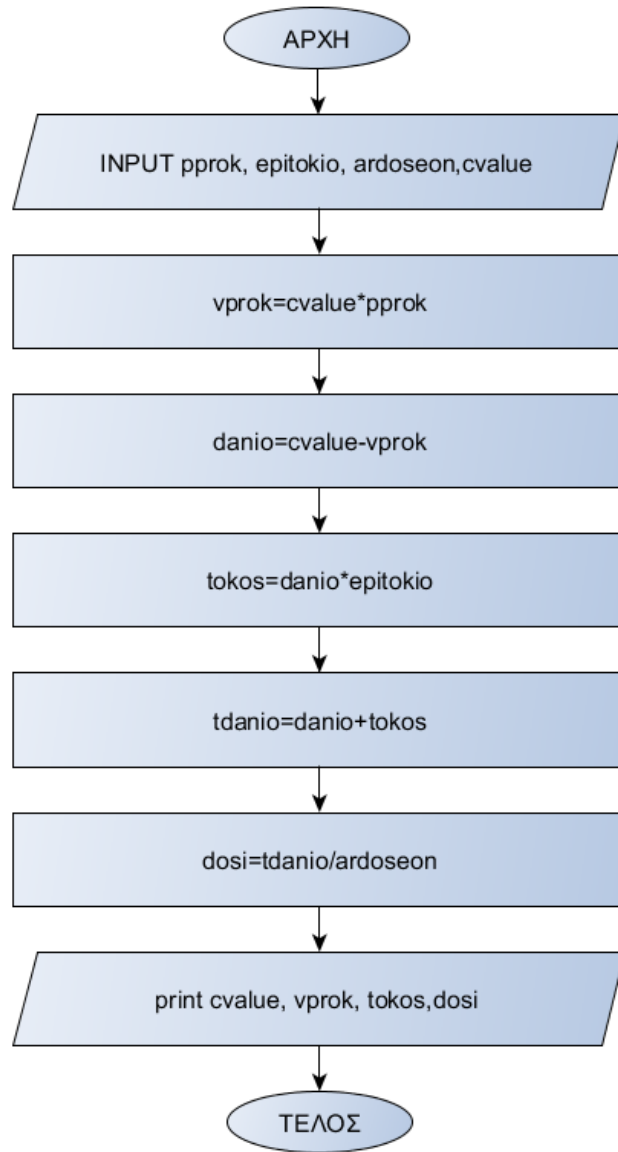 ΑΡΧΗ
INPUT pprok, epitokio, ardoseon,cvalue
vprok=cvalue*pprok
danio=cvalue-vprok
tokos=danio*epitokio
tdanio=danio+tokos
dosi=tdanio/ardoseon
print cvalue, vprok, tokos,dosi
ΤΕΛΟΣ